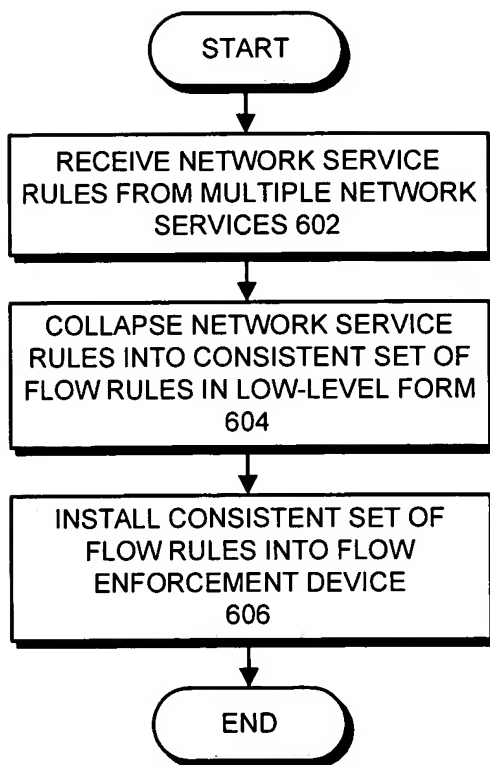 START
RECEIVE NETWORK SERVICE
RULES FROM MULTIPLE NETWORK
SERVICES 602
COLLAPSE NETWORK SERVICE
RULES INTO CONSISTENT SET OF
FLOW RULES IN LOW-LEVEL FORM
604
INSTALL CONSISTENT SET OF
FLOW RULES INTO FLOW
ENFORCEMENT DEVICE
606
END